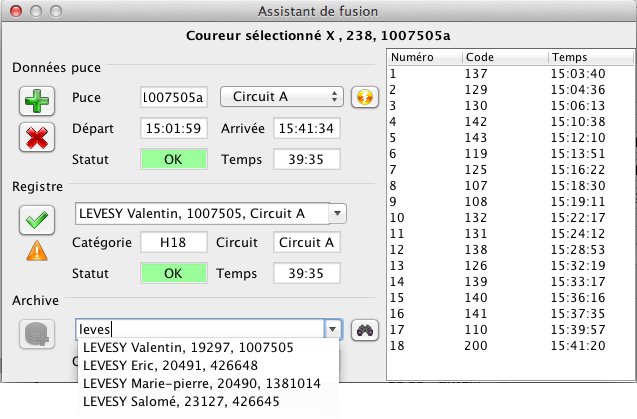 Assistant de fusion
Coureur sélectionné X , 238, 1007505a
Données puce
Puce 1007505a Circuit A
Départ 15:01:59 Arrivée 15:41:34
Statut OK Temps 39:35
Registre
LEVESY Valentin, 1007505, Circuit A
Catégorie H18 Circuit Circuit A
Statut OK Temps 39:35
Archive
leves
LEVESY Valentin, 19297, 1007505
LEVESY Eric, 20491, 426648
LEVESY Marie-pierre, 20490, 1381014
LEVESY Salomé, 23127, 426645
Numéro Code Temps
1 137 15:03:40
2 129 15:04:36
3 130 15:06:13
4 142 15:10:38
5 143 15:12:10
6 119 15:13:51
7 125 15:16:22
8 107 15:18:30
9 108 15:19:11
10 132 15:22:17
11 131 15:24:12
12 138 15:28:53
13 126 15:32:19
14 139 15:33:17
15 140 15:36:16
16 141 15:37:35
17 110 15:39:57
18 200 15:41:20